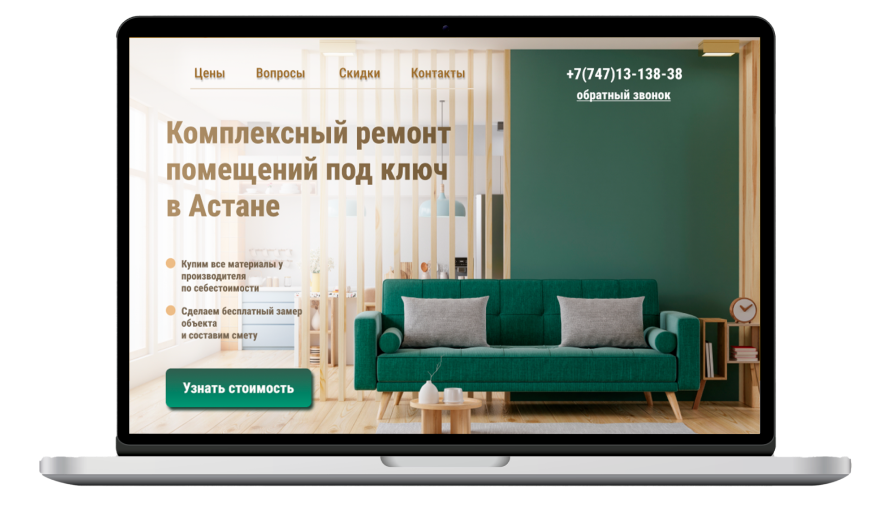 Цены Вопросы Скидки Контакты
+7(747)13-138-38
обратный звонок
Комплексный ремонт
помещений под ключ
в Астане
Купим все материалы у
производителя
по себестоимости
Сделаем бесплатный замер
объекта
и составим смету
Узнать стоимость